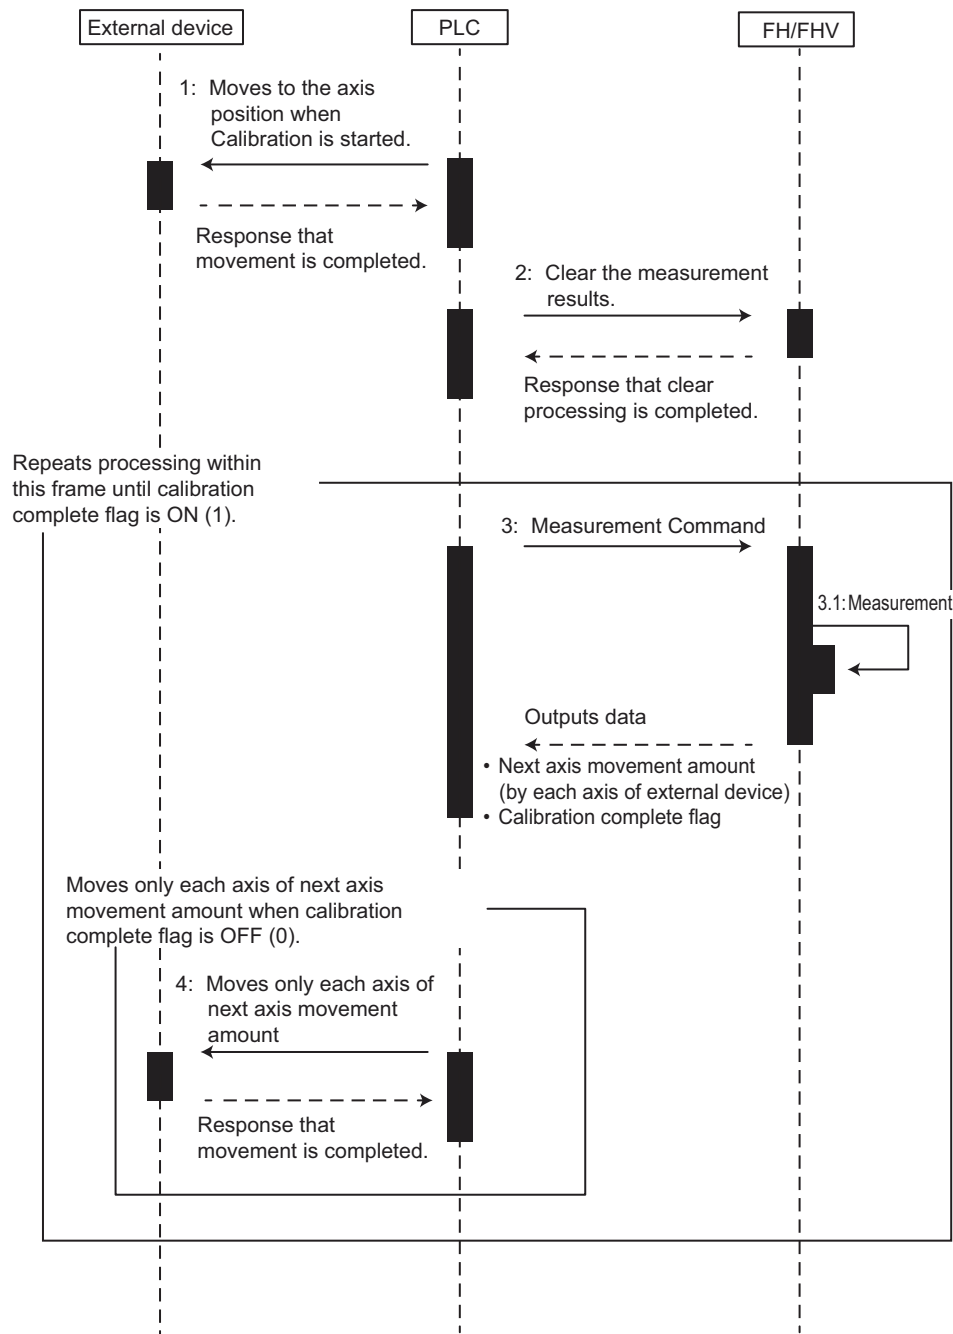 External device
PLC
FH/FHV
1: Moves to the axis
position when
Calibration is started.
Response that
movement is completed.
2: Clear the measurement
results.
Response that clear
processing is completed.
Repeats processing within
this frame until calibration
complete flag is ON (1).
3: Measurement Command
3.1: Measurement
Outputs data
• Next axis movement amount
(by each axis of external device)
• Calibration complete flag
Moves only each axis of next axis
movement amount when calibration
complete flag is OFF (0).
4: Moves only each axis of
next axis movement
amount
Response that
movement is completed.